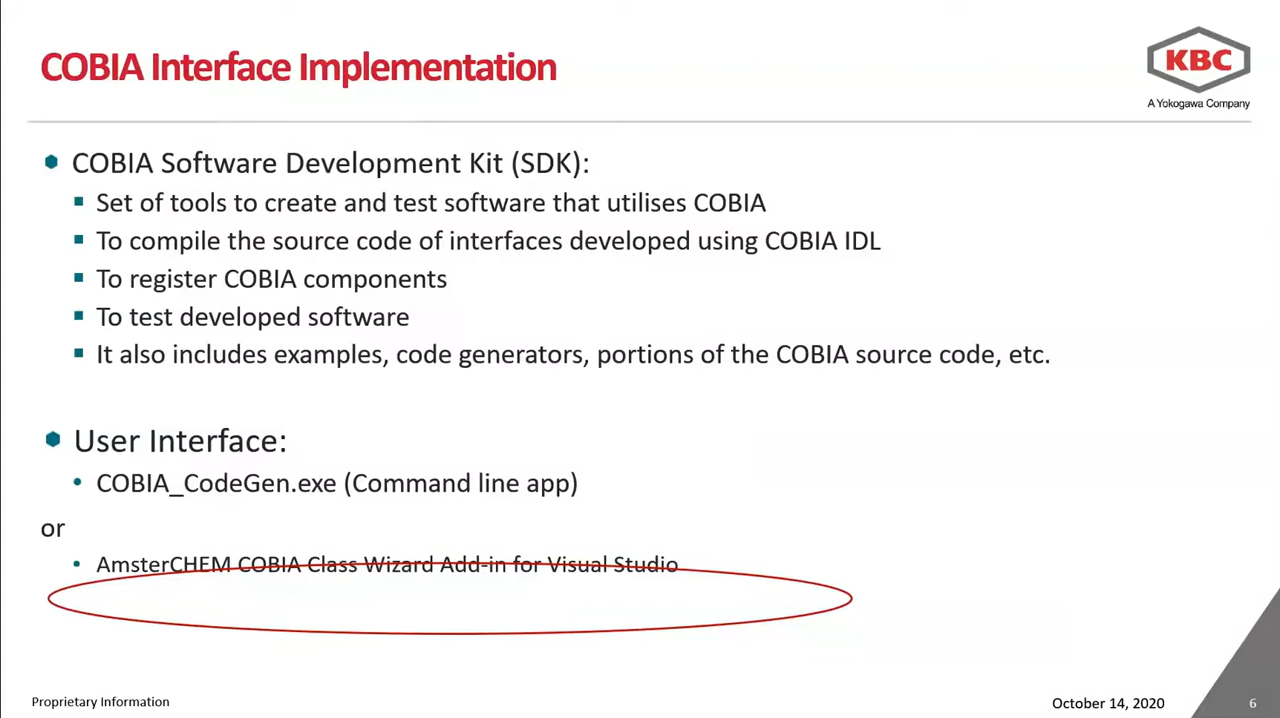 COBIA Interface Implementation
KBC
A Yokogawa Company
COBIA Software Development Kit (SDK):
Set of tools to create and test software that utilises COBIA
To compile the source code of interfaces developed using COBIA IDL
To register COBIA components
To test developed software
It also includes examples, code generators, portions of the COBIA source code, etc.
User Interface:
COBIA_CodeGen.exe (Command line app)
or
AmsterCHEM COBIA Class Wizard Add-in for Visual Studio
Proprietary Information
October 14, 2020
6